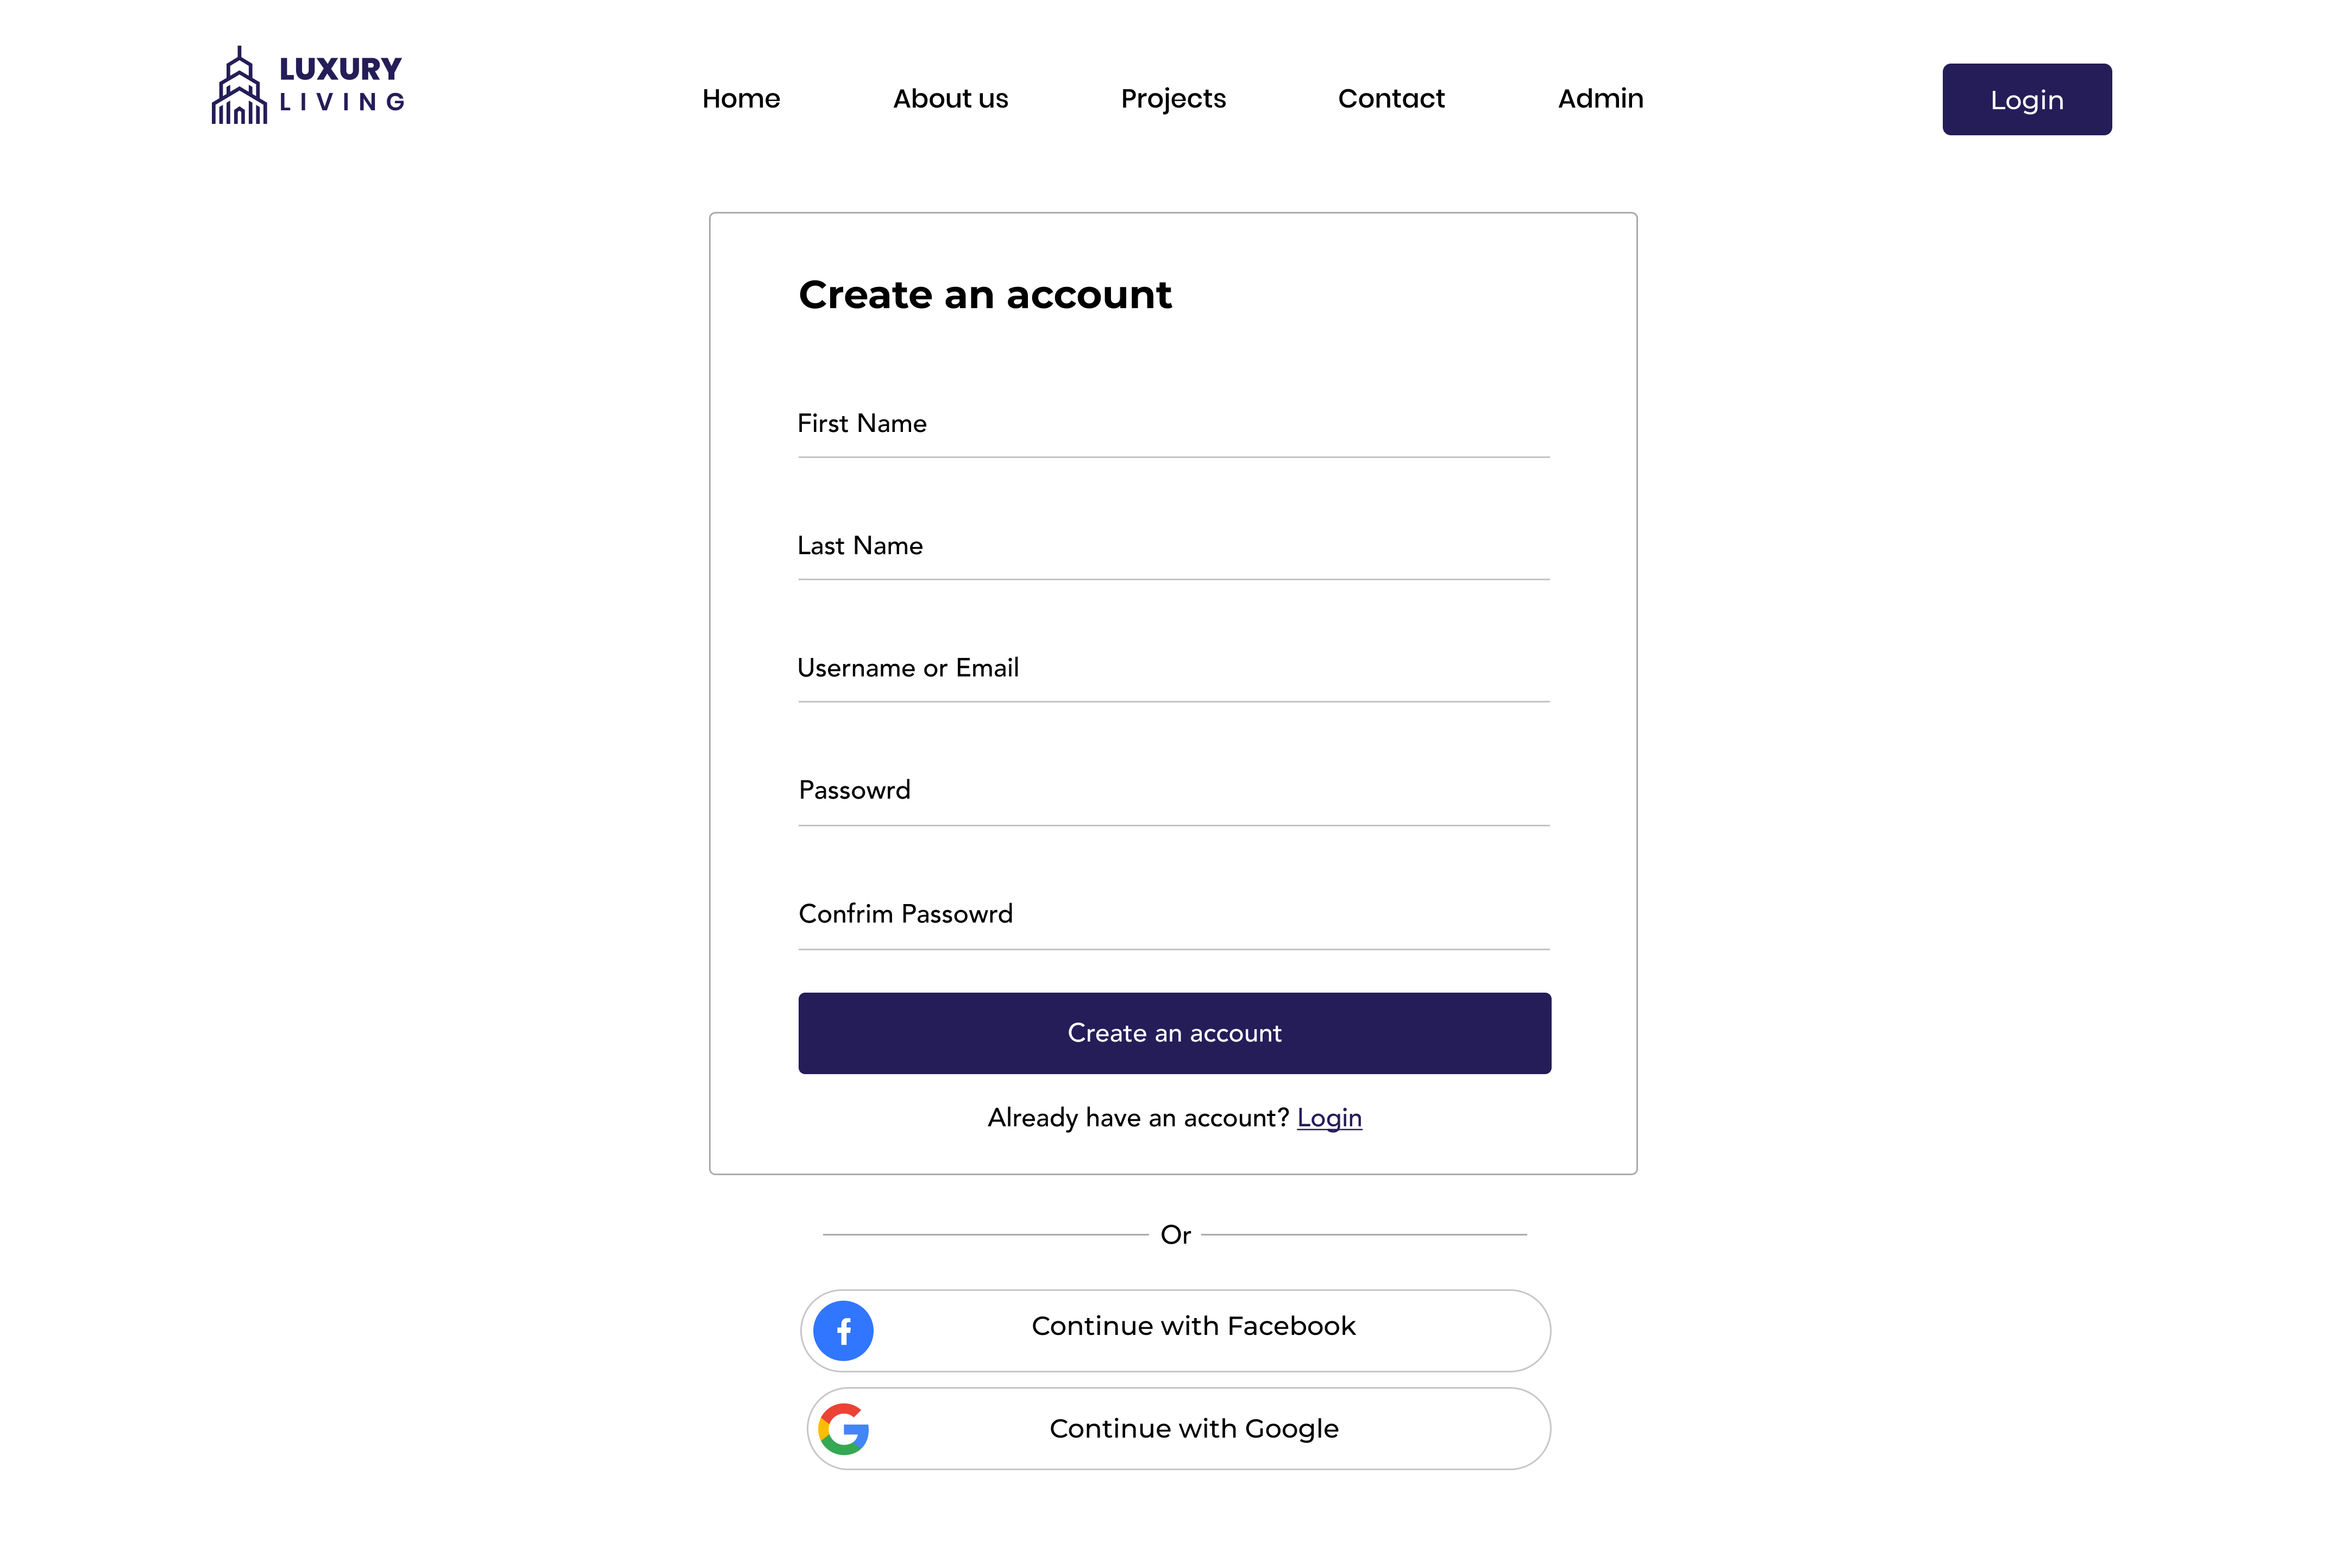 LUXURY
LIVING
Home About us Projects Contact Admin Login
Create an account
First Name
Last Name
Username or Email
Passowrd
Confrim Passowrd
Create an account
Already have an account? Login
Or
Continue with Facebook
Continue with Google